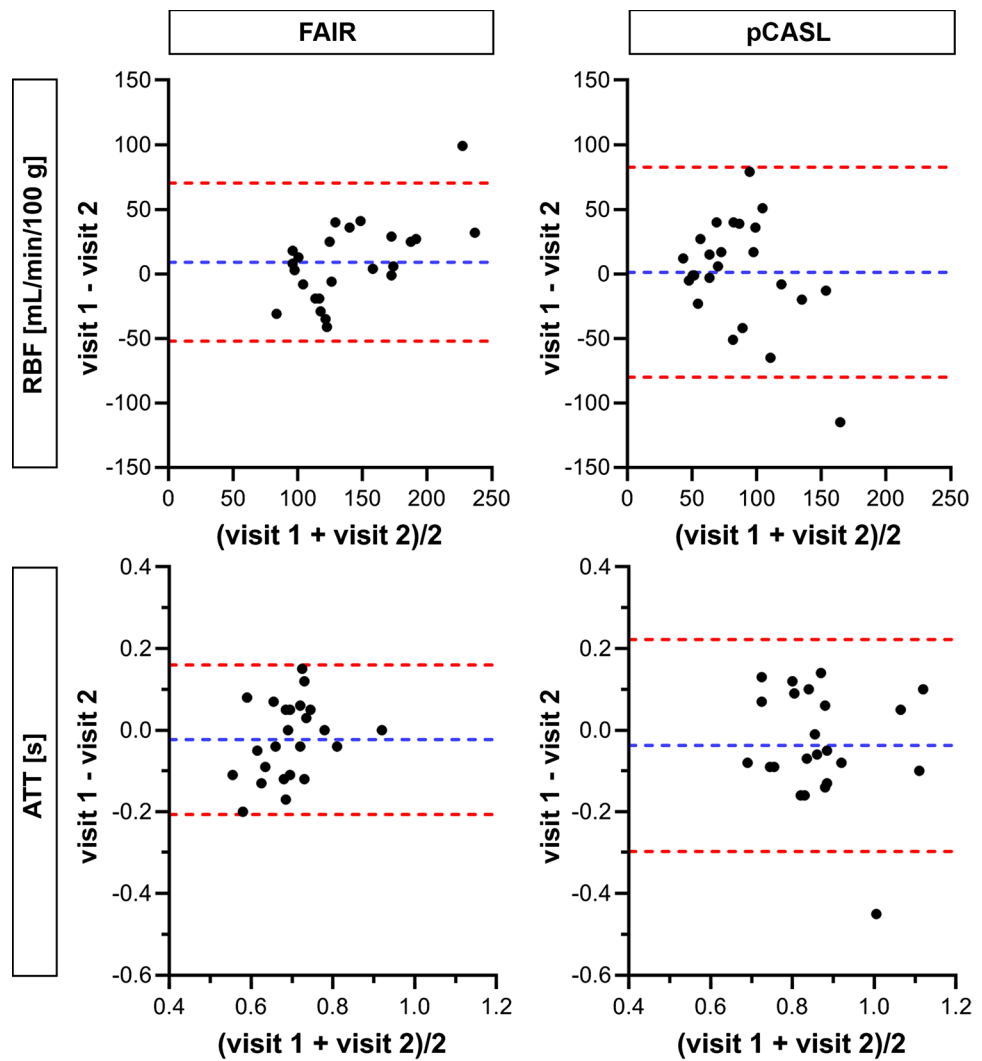 FAIR
pCASL
RBF [mL/min/100 g]
visit 1 - visit 2
150
100
50
0
-50
-100
-150
0 50 100 150 200 250
(visit 1 + visit 2)/2
visit 1 - visit 2
150
100
50
0
-50
-100
-150
0 50 100 150 200 250
(visit 1 + visit 2)/2
ATT [s]
visit 1 - visit 2
0.4
0.2
0.0
-0.2
-0.4
-0.6
0.4 0.6 0.8 1.0 1.2
(visit 1 + visit 2)/2
visit 1 - visit 2
0.4
0.2
0.0
-0.2
-0.4
-0.6
0.4 0.6 0.8 1.0 1.2
(visit 1 + visit 2)/2